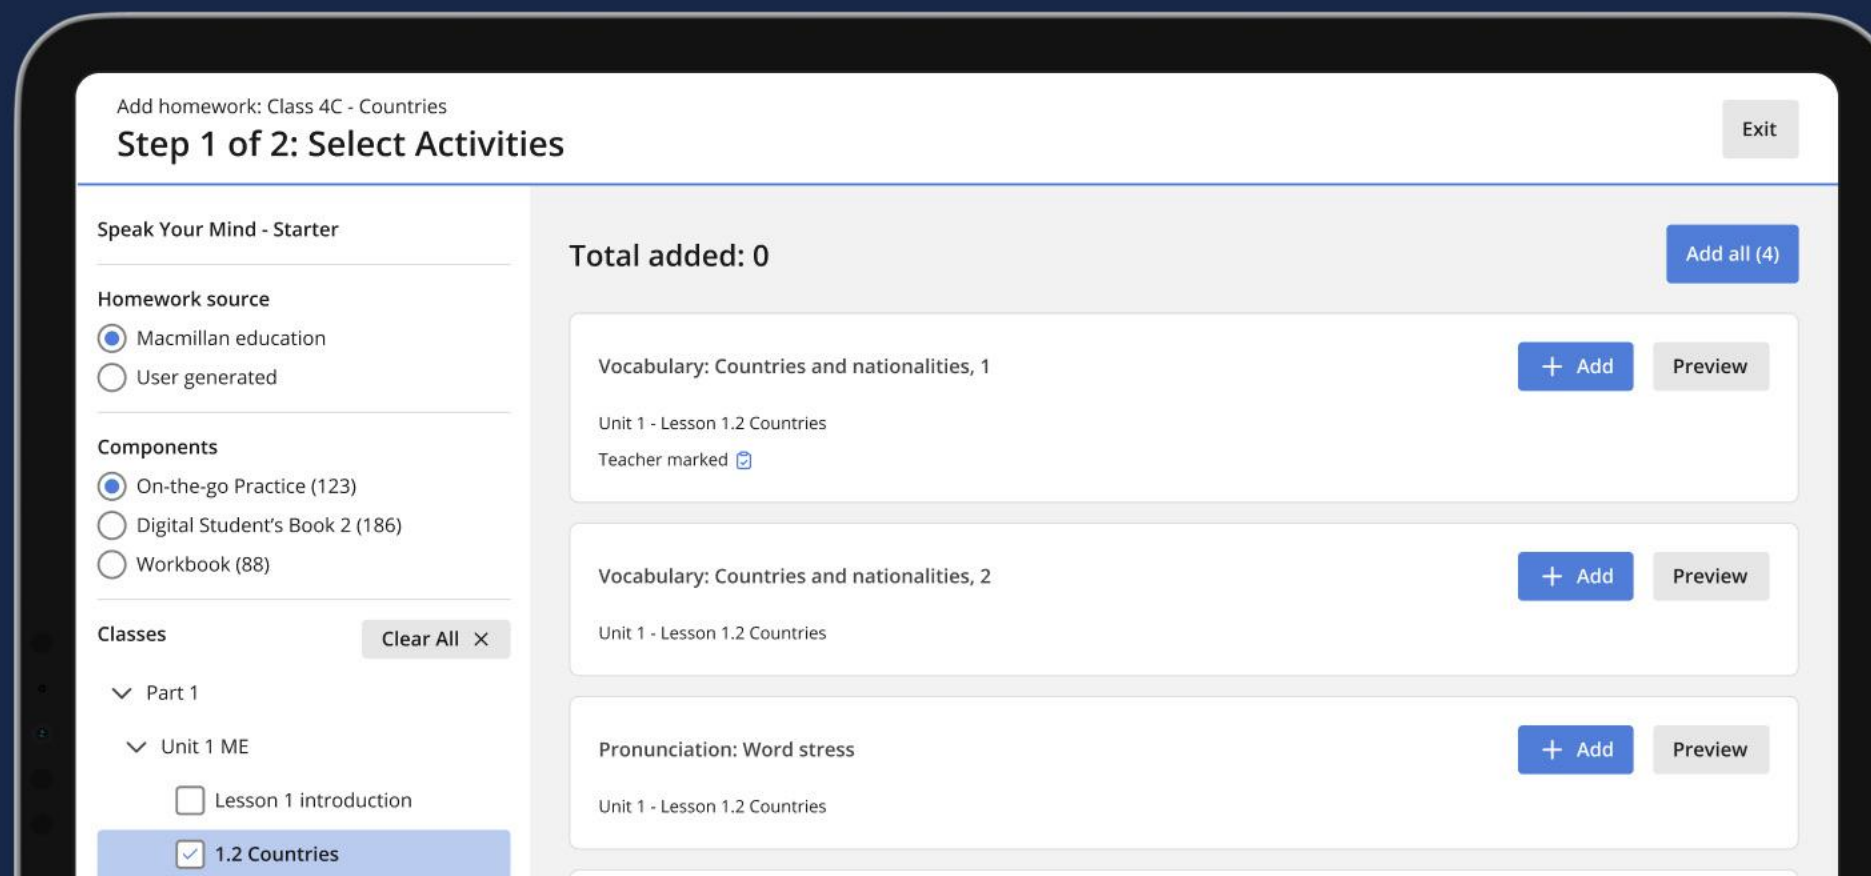 Add homework: Class 4C - Countries
Step 1 of 2: Select Activities
Exit
Speak Your Mind - Starter
Homework source
Macmillan education
User generated
Components
On-the-go Practice (123)
Digital Student’s Book 2 (186)
Workbook (88)
Classes
Clear All
Part 1
Unit 1 ME
Lesson 1 introduction
1.2 Countries
Total added: 0
Add all (4)
Vocabulary: Countries and nationalities, 1
+ Add
Preview
Unit 1 - Lesson 1.2 Countries
Teacher marked
Vocabulary: Countries and nationalities, 2
+ Add
Preview
Unit 1 - Lesson 1.2 Countries
Pronunciation: Word stress
+ Add
Preview
Unit 1 - Lesson 1.2 Countries